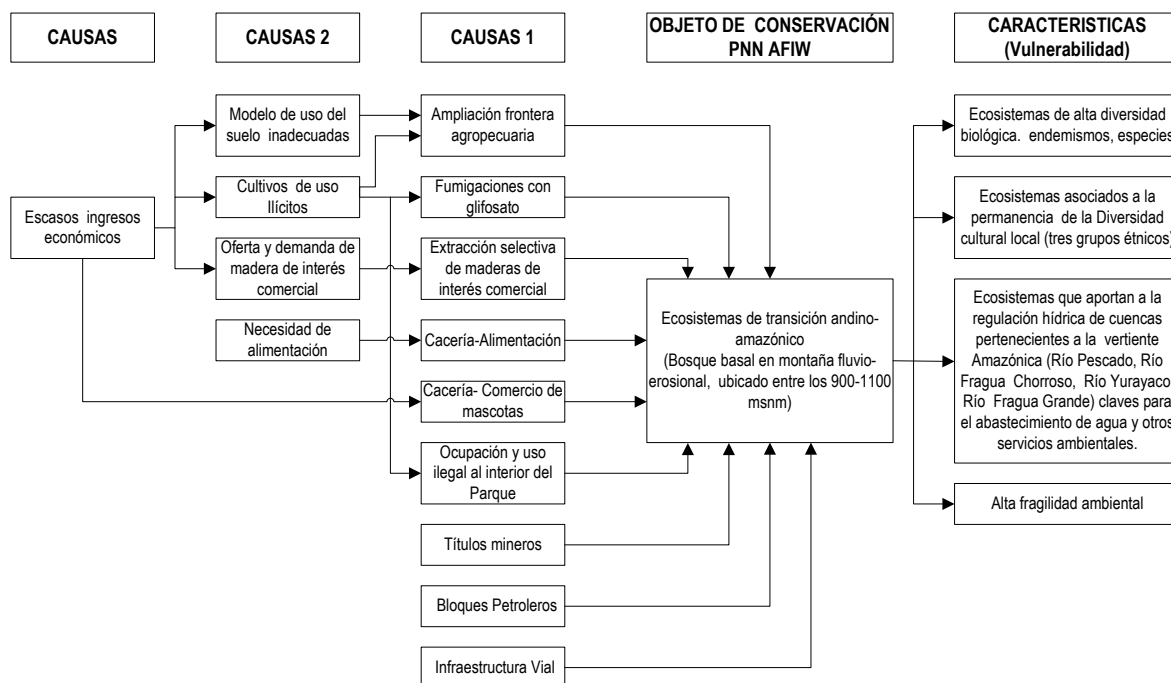 CAUSAS
CAUSAS 2
CAUSAS 1
OBJETO DE CONSERVACIÓN
PNN AFIW
CARACTERISTICAS
(Vulnerabilidad)
Escasos ingresos
económicos
Modelo de uso del
suelo inadecuadas
Cultivos de uso
Ilícitos
Oferta y demanda de
madera de interés
comercial
Necesidad de
alimentación
Ampliación frontera
agropecuaria
Fumigaciones con
glifosato
Extracción selectiva
de maderas de
interés comercial
Cacería-Alimentación
Cacería- Comercio de
mascotas
Ocupación y uso
ilegal al interior del
Parque
Títulos mineros
Bloques Petroleros
Infraestructura Vial
Ecosistemas de transición andino-
amazónico
(Bosque basal en montaña fluvio-
erosional, ubicado entre los 900-1100
msnm)
Ecosistemas de alta diversidad
biológica. endemismos, especies
Ecosistemas asociados a la
permanencia de la Diversidad
cultural local (tres grupos étnicos)
Ecosistemas que aportan a la
regulación hídrica de cuencas
pertenecientes a la vertiente
Amazónica (Río Pescado, Río
Fragua Chorroso, Río Yurayaco
Río Fragua Grande) claves para
el abastecimiento de agua y otros
servicios ambientales.
Alta fragilidad ambiental